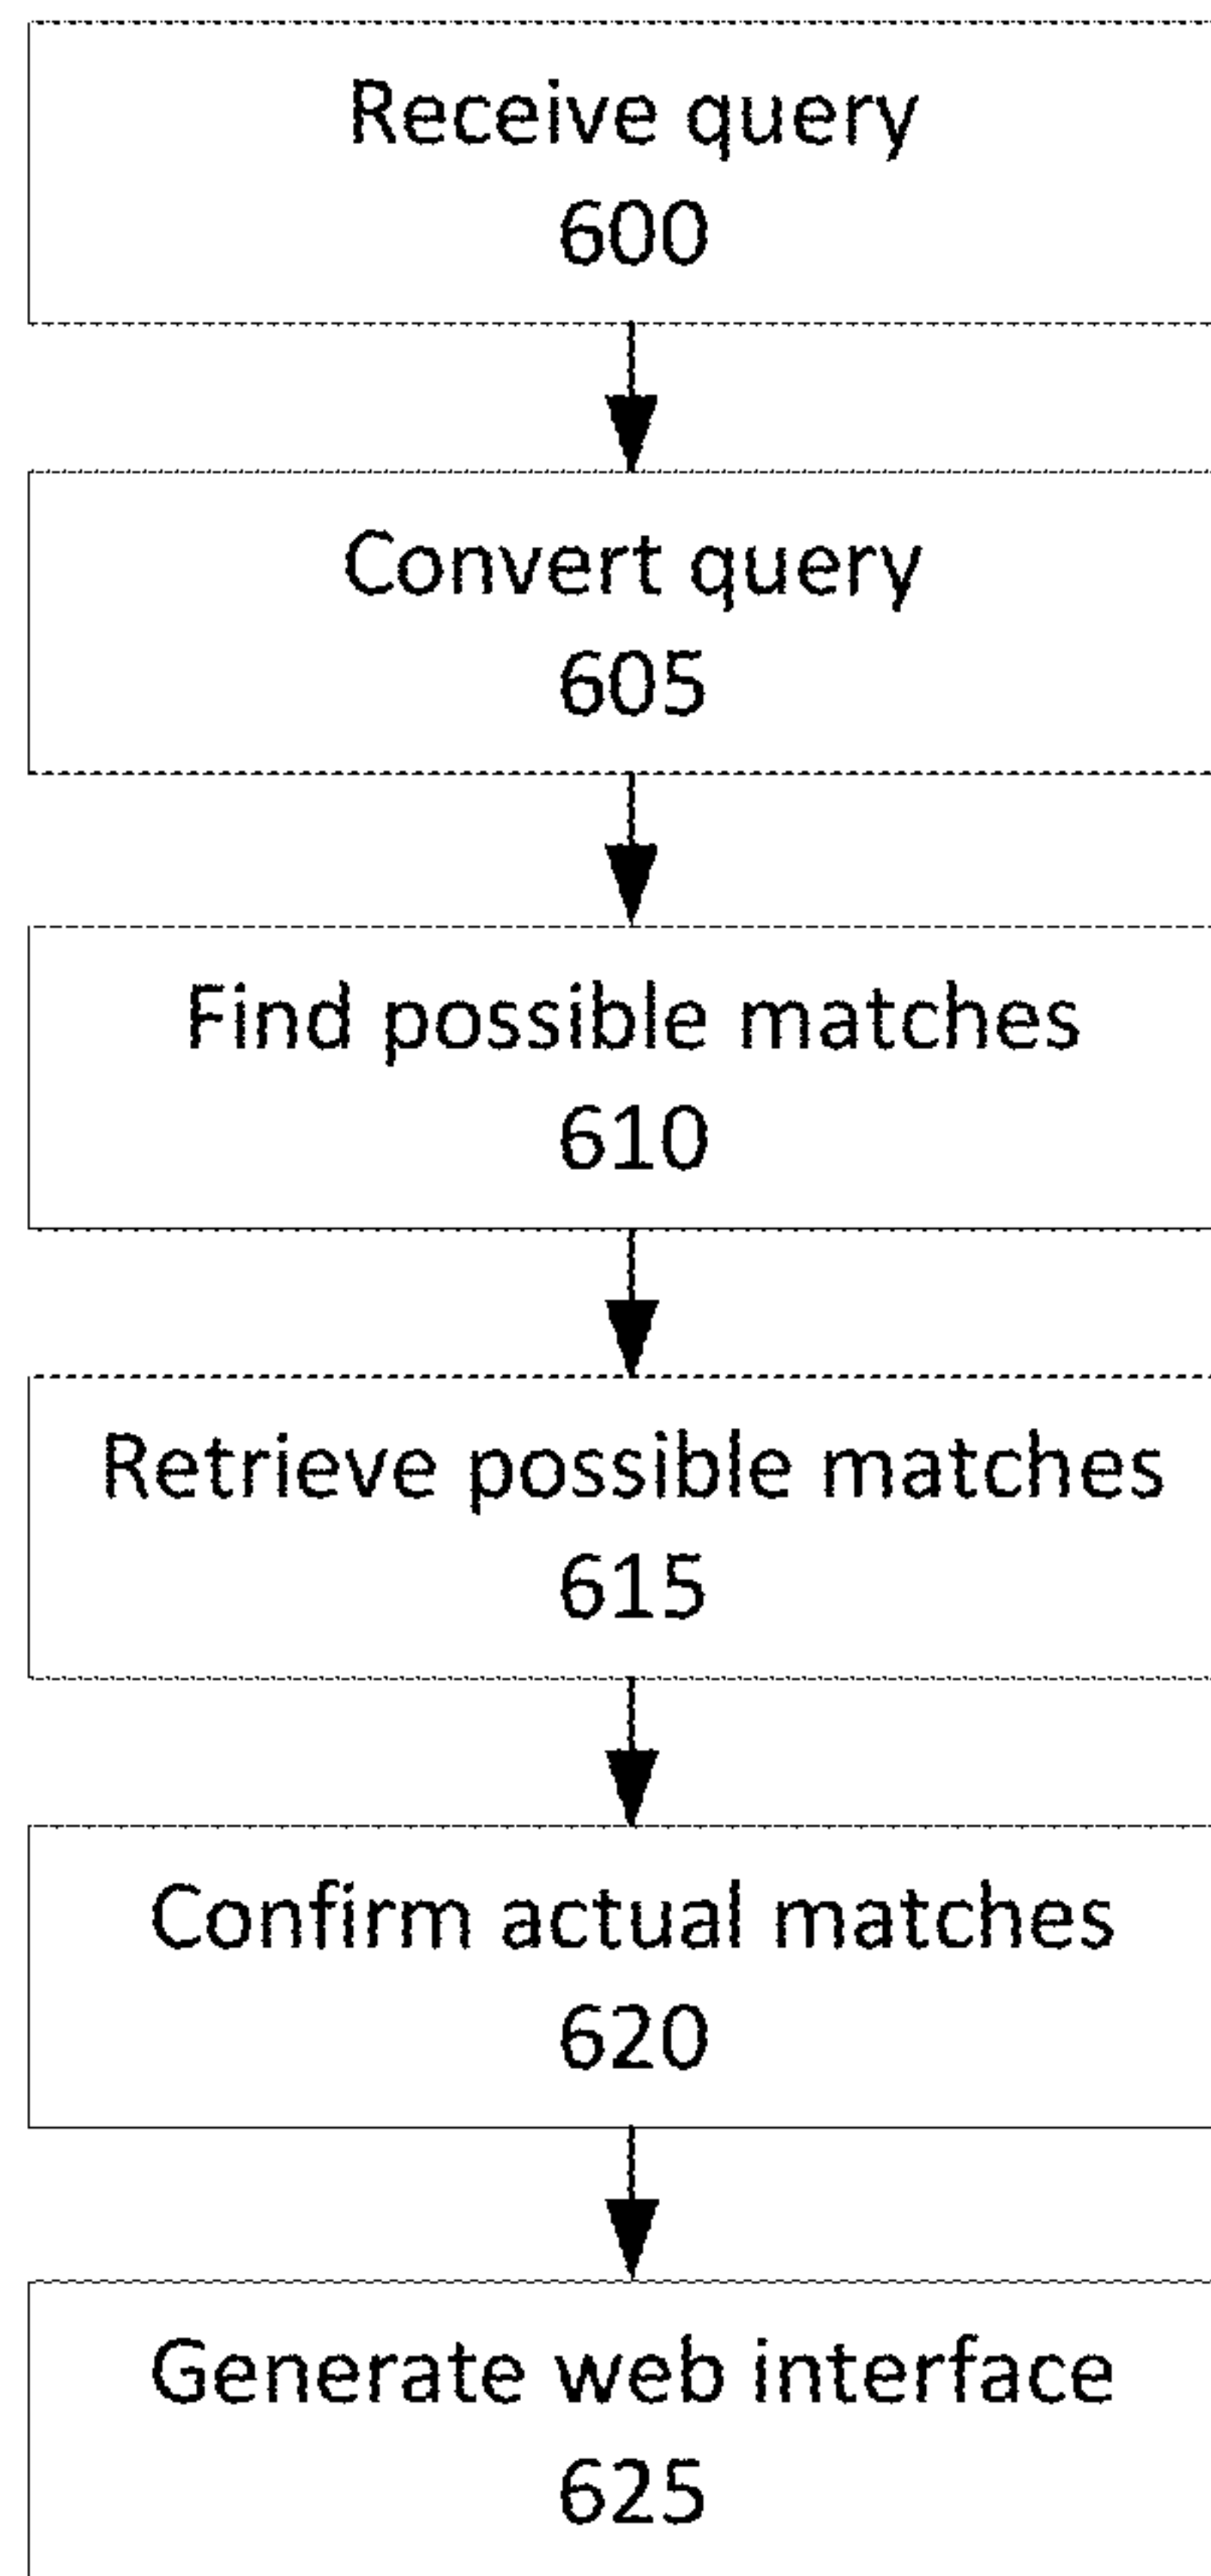 Receive query
600
Convert query
605
Find possible matches
610
Retrieve possible matches
615
Confirm actual matches
620
Generate web interface
625